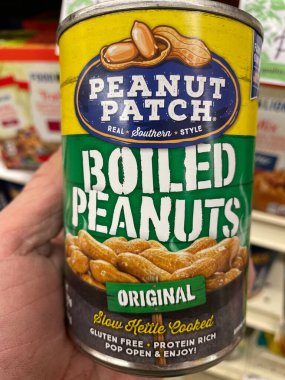 PEANUT
PATCH®
REAL • Southern • STYLE
BOILED
PEANUTS
ORIGINAL
Slow Kettle Cooked
GLUTEN FREE • PROTEIN RICH
POP OPEN & ENJOY!